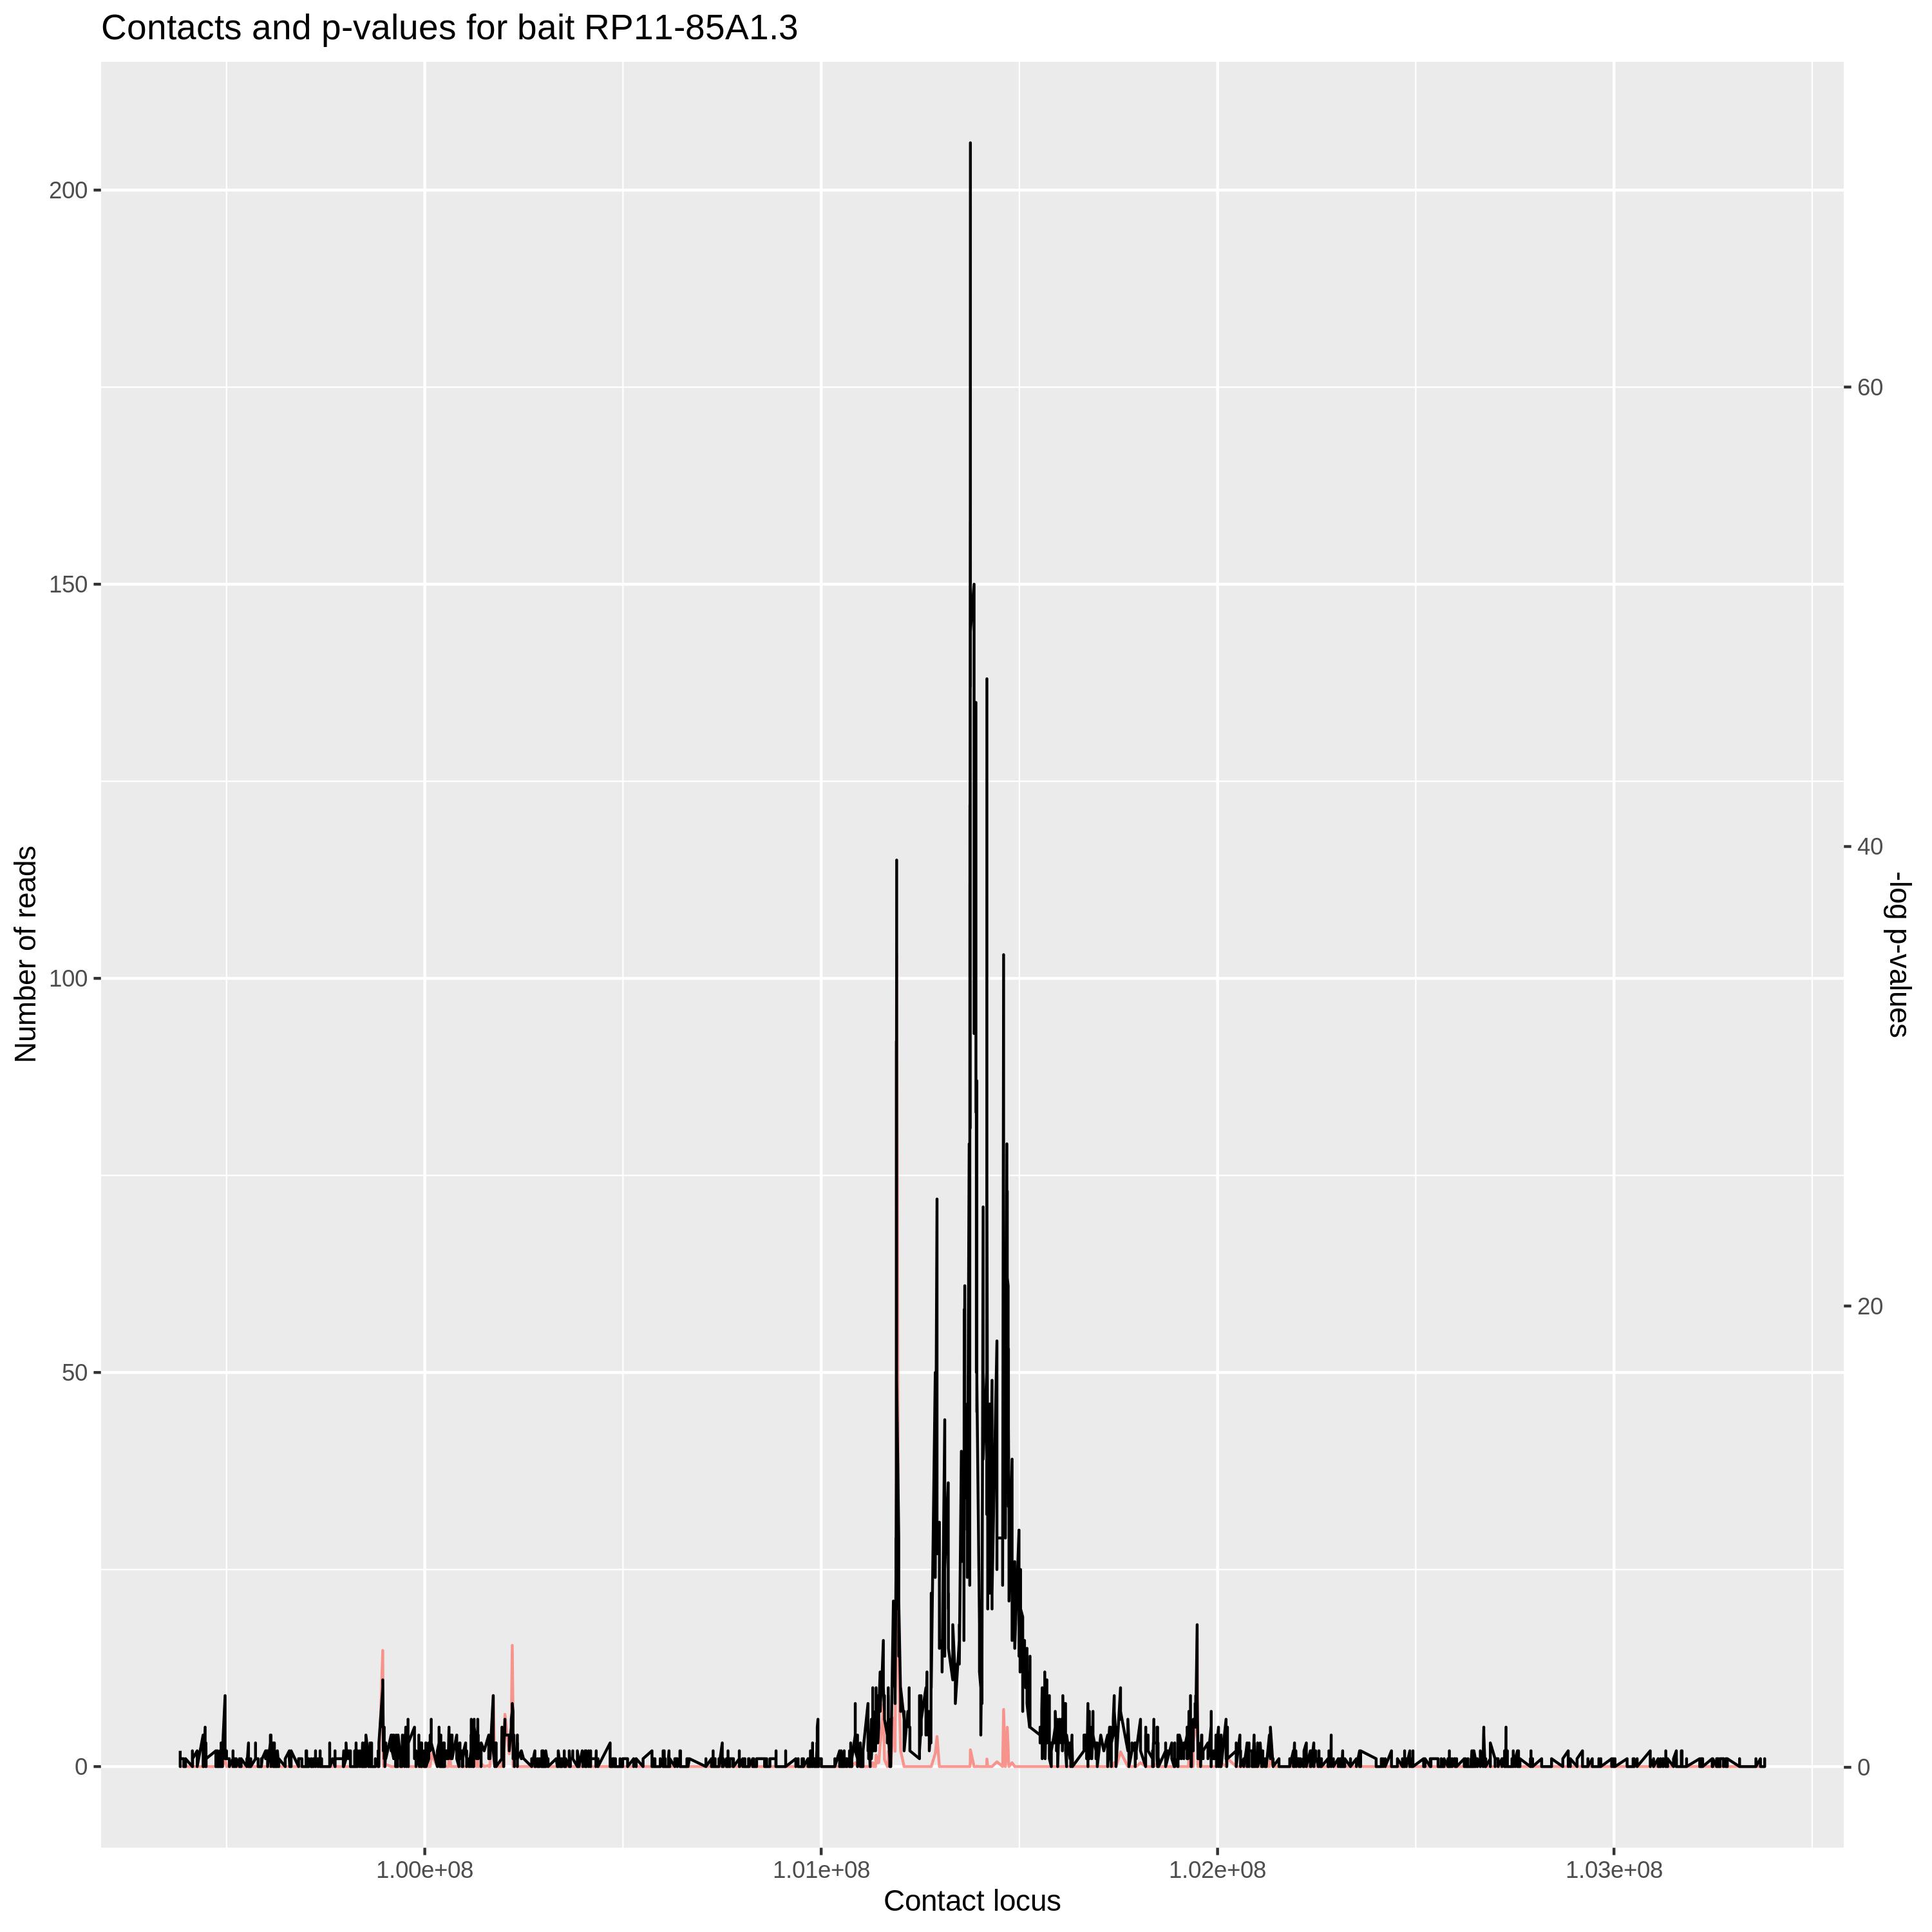 Contacts and p-values for bait RP11-85A1.3
200
150
100
50
0
Number of reads
60
40
20
0
-log p-values
1.00e+08 1.01e+08 1.02e+08 1.03e+08
Contact locus